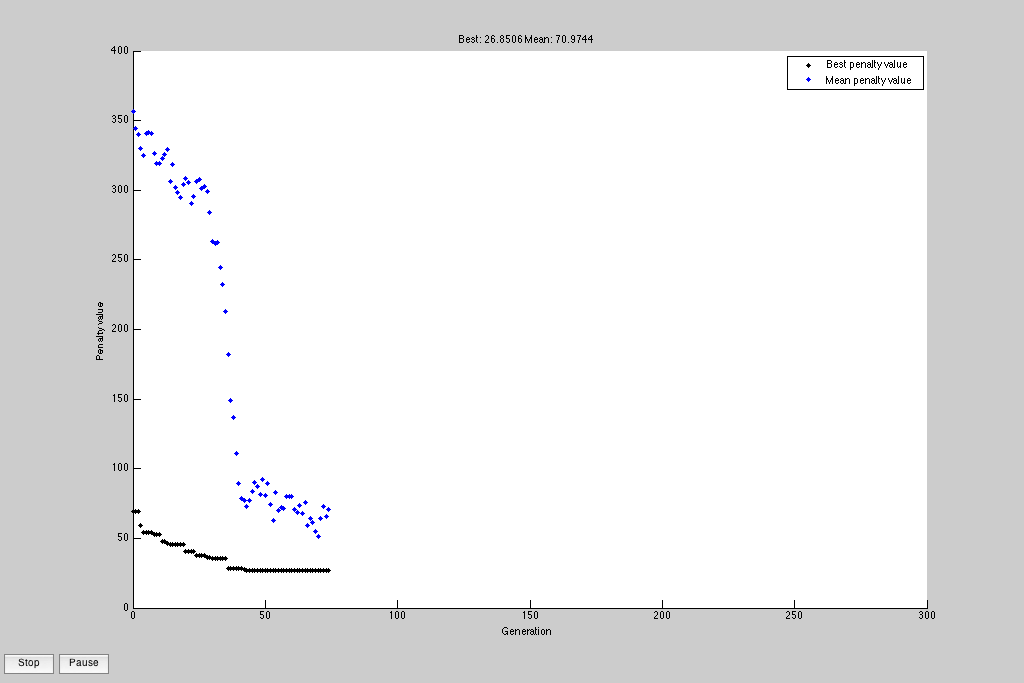 Best: 26.8506 Mean: 70.9744
Best penalty value
Mean penalty value
400
350
300
250
200
150
100
50
0
Penalty value
0 50 100 150 200 250 300
Generation
Stop Pause